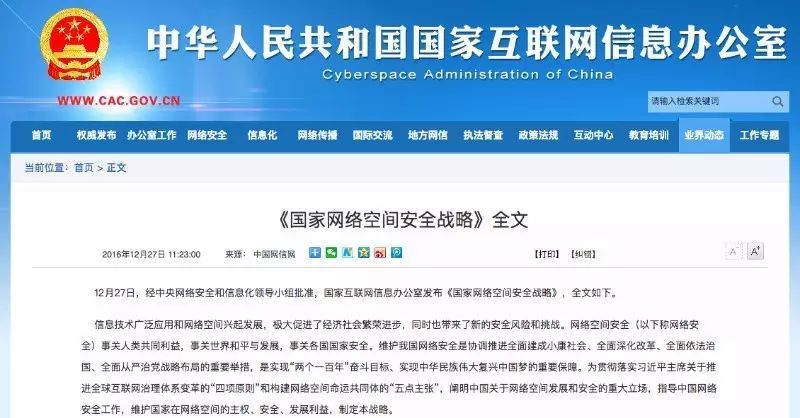 中华人民共和国国家互联网信息办公室
Cyberspace Administration of China
WWW.CAC.GOV.CN
请输入检索关键词
首页 权威发布 办公室工作 网络安全 信息化 网络传播 国际交流 地方网信 执法督查 政策法规 互动中心 教育培训 业界动态 工作专题
当前位置：首页 > 正文
《国家网络空间安全战略》全文
2016年12月27日 11:23:00 来源： 中国网信网 【打印】 【纠错】 A- A+
12月27日，经中央网络安全和信息化领导小组批准，国家互联网信息办公室发布《国家网络空间安全战略》，全文如下。
信息技术广泛应用和网络空间兴起发展，极大促进了经济社会繁荣进步，同时也带来了新的安全风险和挑战。网络空间安全（以下称网络安
全）事关人类共同利益，事关世界和平与发展，事关各国国家安全。维护我国网络安全是协调推进全面建成小康社会、全面深化改革、全面依法治
国、全面从严治党战略布局的重要举措，是实现“两个一百年”奋斗目标、实现中华民族伟大复兴中国梦的重要保障。为贯彻落实习近平主席关于推
进全球互联网治理体系变革的“四项原则”和构建网络空间命运共同体的“五点主张”，阐明中国关于网络空间发展和安全的重大立场，指导中国网络
安全工作，维护国家在网络空间的主权、安全、发展利益，制定本战略。